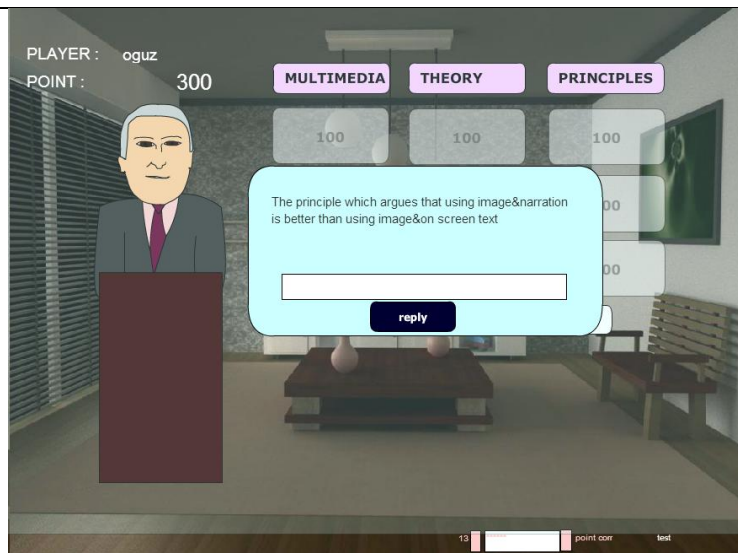 PLAYER : oguz
POINT : 300
MULTIMEDIA THEORY PRINCIPLES
100 100 100
The principle which argues that using image&narration
is better than using image&on screen text
00
00
reply
13 point corr test